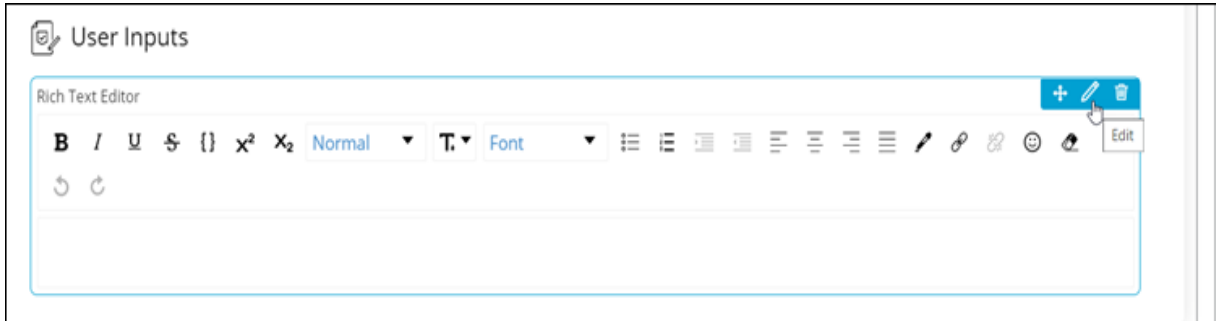 User Inputs
Rich Text Editor
B I U S {} x² x₂ Normal T. Font
Edit